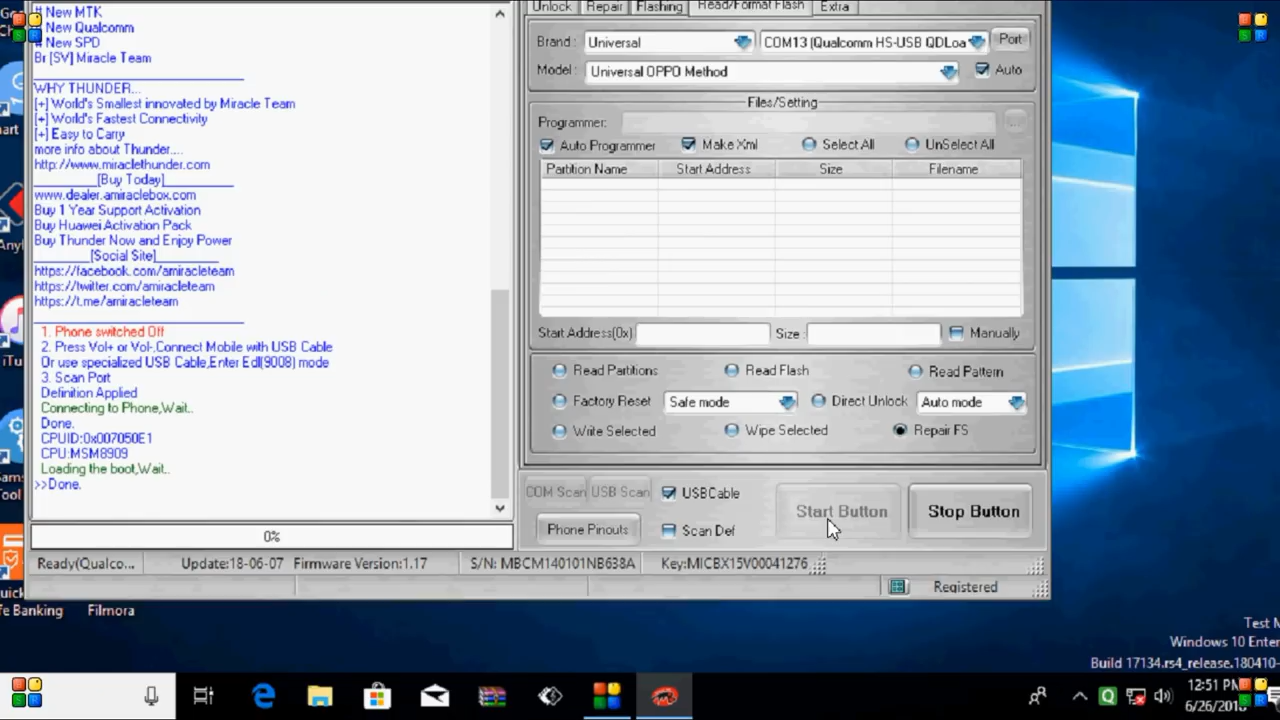 # New MTK
# New Qualcomm
# New SPD
Br [SV] Miracle Team
WHY THUNDER...
[+] World's Smallest innovated by Miracle Team
[+] World's Fastest Connectivity
[+] Easy to Carry
more info about Thunder....
http://www.miraclethunder.com
[Buy Today]
www.dealer.amiraclebox.com
Buy 1 Year Support Activation
Buy Huawei Activation Pack
Buy Thunder Now and Enjoy Power
[Social Site]
https://facebook.com/amiracleteam
https://twitter.com/amiracleteam
https://t.me/amiracleteam
1. Phone switched Off
2. Press Vol+ or Vol-,Connect Mobile with USB Cable
Or use specialized USB Cable,Enter Edl(9008) mode
3. Scan Port
Definition Applied
Connecting to Phone,Wait..
Done.
CPUID:0x007050E1
CPU:MSM8909
Loading the boot,Wait..
>>Done.
0%
Unlock Repair Flashing Read/Format Flash Extra
Brand: Universal COM13 (Qualcomm HS-USB QDLoa Port
Model: Universal OPPO Method Auto
Files/Setting
Programmer: ...
Auto Programmer Make Xml Select All UnSelect All
Partition Name Start Address Size Filename
Start Address(0x) Size Manually
Read Partitions Read Flash Read Pattern
Factory Reset Safe mode Direct Unlock Auto mode
Write Selected Wipe Selected Repair FS
COM Scan USB Scan USBCable Start Button Stop Button
Phone Pinouts Scan Def
Ready(Qualco... Update:18-06-07 Firmware Version:1.17 S/N: MBCM140101NB638A Key:MICBX15V00041276
Registered
Filmora
Test M
Windows 10 Enter
Build 17134.rs4_release.180410-
12:51 PM